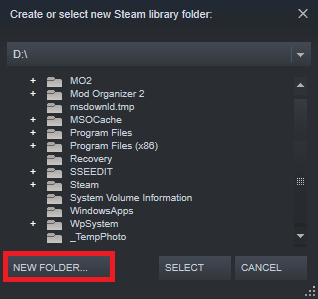 Create or select new Steam library folder:
D:\
MO2
Mod Organizer 2
msdownld.tmp
MSOCache
Program Files
Program Files (x86)
Recovery
SSEEDIT
Steam
System Volume Information
WindowsApps
WpSystem
_TempPhoto
NEW FOLDER... SELECT CANCEL